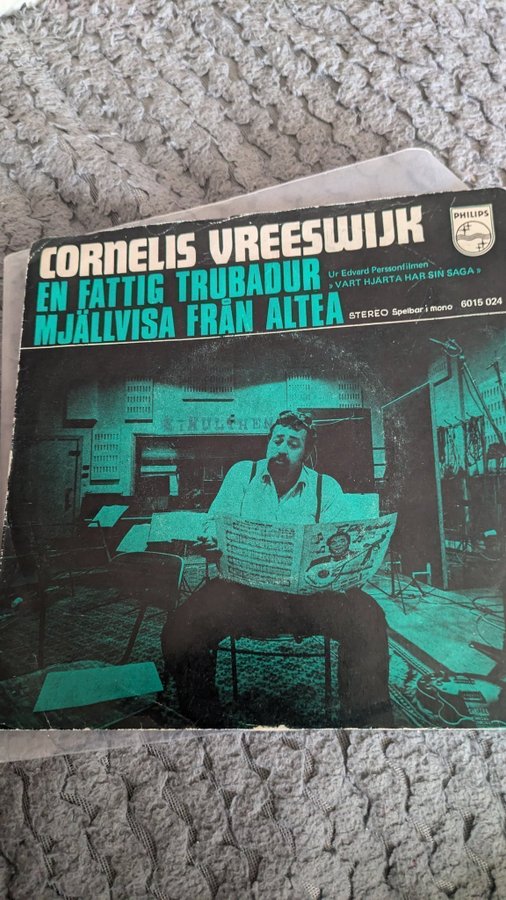 CORNELIS VREESWIJK
PHILIPS
EN FATTIG TRUBADUR
Ur Edvard Perssonfilmen
» VART HJÄRTA HAR SIN SAGA »
MJÄLLVISA FRÅN ALTEA
STEREO Spelbar i mono 6015 024